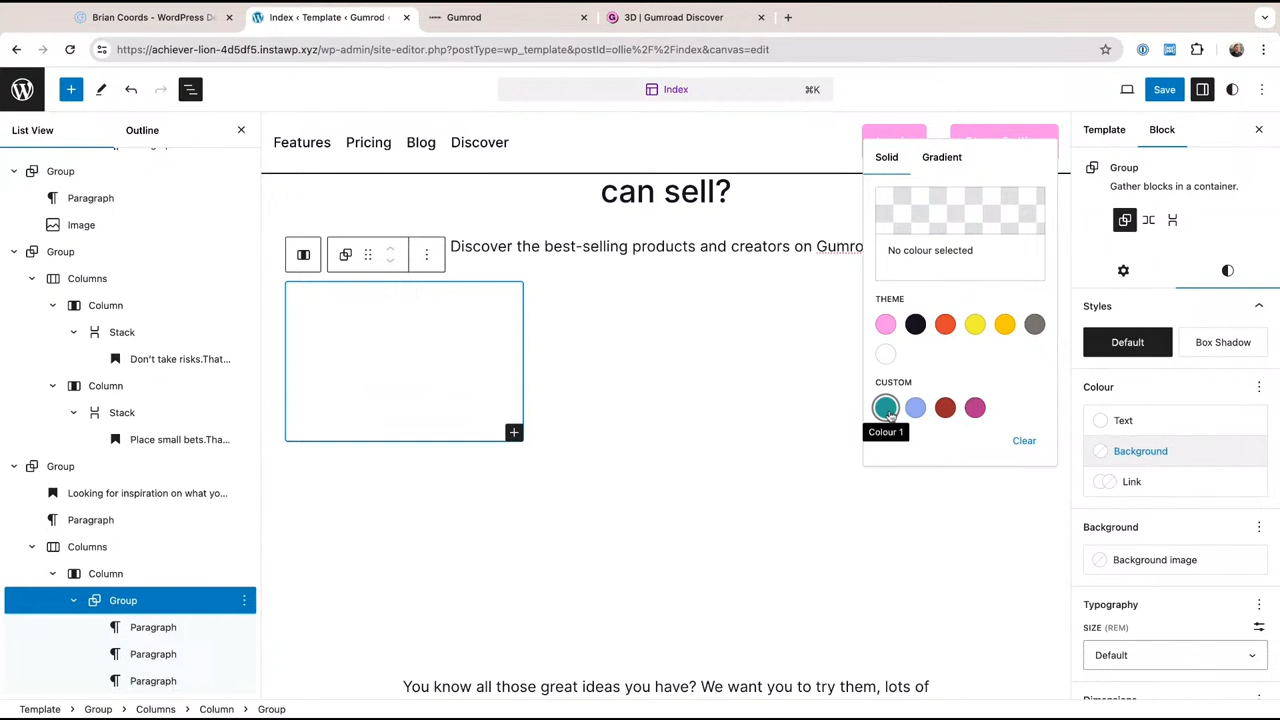 Brian Coords - WordPress De
Index ‹ Template ‹ Gumrod ‹
Gumrod
3D | Gumroad Discover
https://achiever-lion-4d5df5.instawp.xyz/wp-admin/site-editor.php?postType=wp_template&postId=ollie%2F%2Findex&canvas=edit
Index
⌘K
Save
List View
Outline
Group
Paragraph
Image
Group
Columns
Column
Stack
Don't take risks.That...
Column
Stack
Place small bets.Tha...
Group
Looking for inspiration on what yo...
Paragraph
Columns
Column
Group
Paragraph
Paragraph
Paragraph
Features
Pricing
Blog
Discover
can sell?
Discover the best-selling products and creators on Gumro
You know all those great ideas you have? We want you to try them, lots of
Solid
Gradient
No colour selected
THEME
CUSTOM
Colour 1
Clear
Template
Block
Group
Gather blocks in a container.
Styles
Default
Box Shadow
Colour
Text
Background
Link
Background
Background image
Typography
SIZE (REM)
Default
Template
Group
Columns
Column
Group